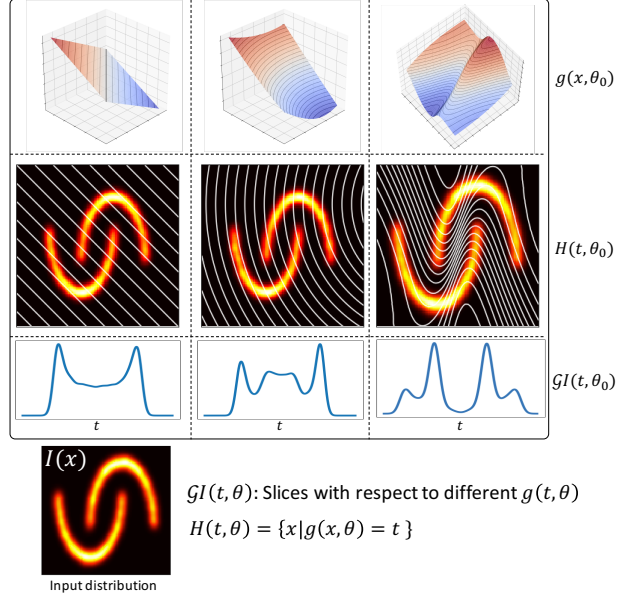 g(x, θ₀)
H(t, θ₀)
𝒢I(t, θ₀)
t t t
I(x)
𝒢I(t, θ): Slices with respect to different g(t, θ)
H(t, θ) = {x|g(x, θ) = t }
Input distribution